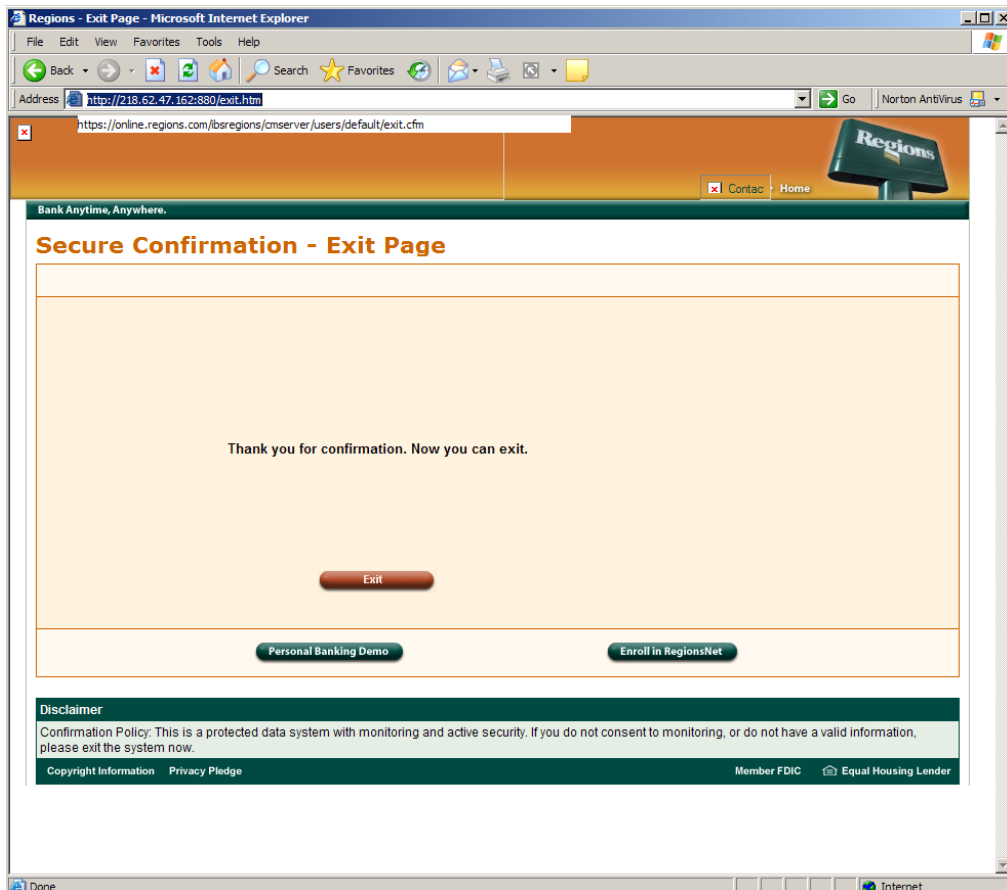 Regions - Exit Page - Microsoft Internet Explorer
File Edit View Favorites Tools Help
Back Search Favorites
Address http://218.62.47.162:880/exit.htm Go Norton AntiVirus
https://online.regions.com/ibsregions/cmserver/users/default/exit.cfm
Regions
Contac Home
Bank Anytime, Anywhere.
Secure Confirmation - Exit Page
Thank you for confirmation. Now you can exit.
Exit
Personal Banking Demo Enroll in RegionsNet
Disclaimer
Confirmation Policy: This is a protected data system with monitoring and active security. If you do not consent to monitoring, or do not have a valid information,
please exit the system now.
Copyright Information Privacy Pledge Member FDIC Equal Housing Lender
Done Internet